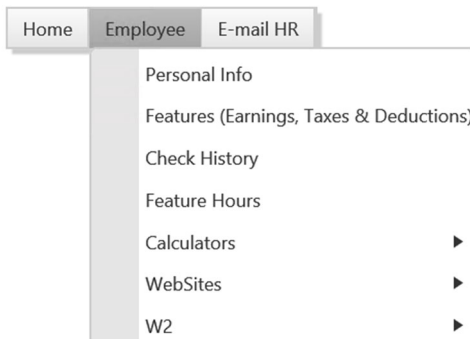 Home Employee E-mail HR
Personal Info
Features (Earnings, Taxes & Deductions)
Check History
Feature Hours
Calculators
WebSites
W2